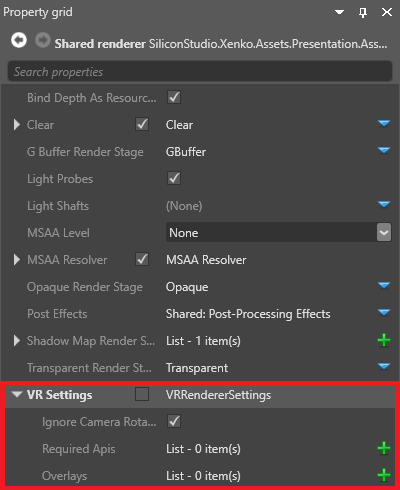 Property grid
Shared renderer SiliconStudio.Xenko.Assets.Presentation.Ass...
Search properties
Bind Depth As Resourc...
Clear Clear
G Buffer Render Stage GBuffer
Light Probes
Light Shafts (None)
MSAA Level None
MSAA Resolver MSAA Resolver
Opaque Render Stage Opaque
Post Effects Shared: Post-Processing Effects
Shadow Map Render S... List - 1 item(s)
Transparent Render St... Transparent
VR Settings VRRendererSettings
Ignore Camera Rota...
Required Apis List - 0 item(s)
Overlays List - 0 item(s)